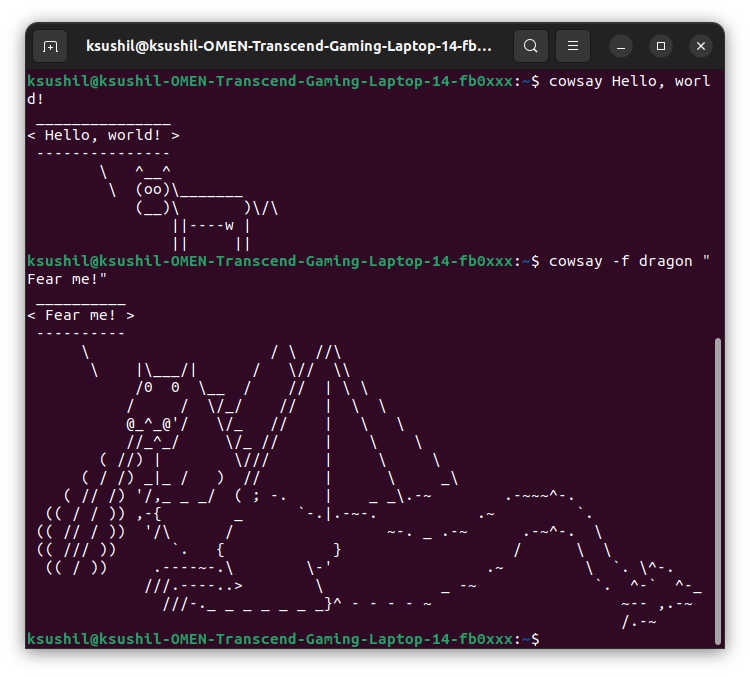 ksushil@ksushil-OMEN-Transcend-Gaming-Laptop-14-fb...
ksushil@ksushil-OMEN-Transcend-Gaming-Laptop-14-fb0xxx:~$ cowsay Hello, worl
d!
 _______________
< Hello, world! >
 ---------------
        \   ^__^
         \  (oo)\_______
            (__)\       )\/\
                ||----w |
                ||     ||
ksushil@ksushil-OMEN-Transcend-Gaming-Laptop-14-fb0xxx:~$ cowsay -f dragon "
Fear me!"
 __________
< Fear me! >
 ----------
      \                    / \  //\
       \    |\___/|      /   \//  \\
            /0  0  \__  /    //  | \ \
           /     /  \/_/    //   |  \  \
           @_^_@'/   \/_   //    |   \   \
           //_^_/     \/_ //     |    \    \
        ( //) |        \///      |     \     \
      ( / /) _|_ /   )  //       |      \     _\
    ( // /) '/,_ _ _/  ( ; -.    |    _ _\.-~        .-~~~^-.
  (( / / )) ,-{        _      `-.|.-~-.           .~         `.
 (( // / ))  '/\      /                 ~-. _ .-~      .-~^-.  \
 (( /// ))      `.   {            }                   /      \  \
  (( / ))     .----~-.\        \-'                 .~         \  `. \^-.
             ///.----..>        \             _ -~             `.  ^-`  ^-_
               ///-._ _ _ _ _ _ _}^ - - - - ~                     ~-- ,.-~
                                                                  /.-~
ksushil@ksushil-OMEN-Transcend-Gaming-Laptop-14-fb0xxx:~$